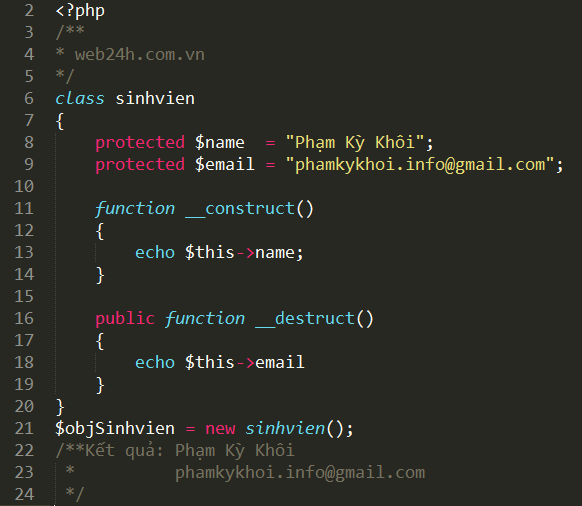 2 <?php
3 /**
4 * web24h.com.vn
5 */
6 class sinhvien
7 {
8 protected $name  = "Phạm Kỳ Khôi";
9 protected $email = "phamkykhoi.info@gmail.com";
10
11 function __construct()
12 {
13 echo $this->name;
14 }
15
16 public function __destruct()
17 {
18 echo $this->email
19 }
20 }
21 $objSinhvien = new sinhvien();
22 /**Kết quả: Phạm Kỳ Khôi
23 * phamkykhoi.info@gmail.com
24 */